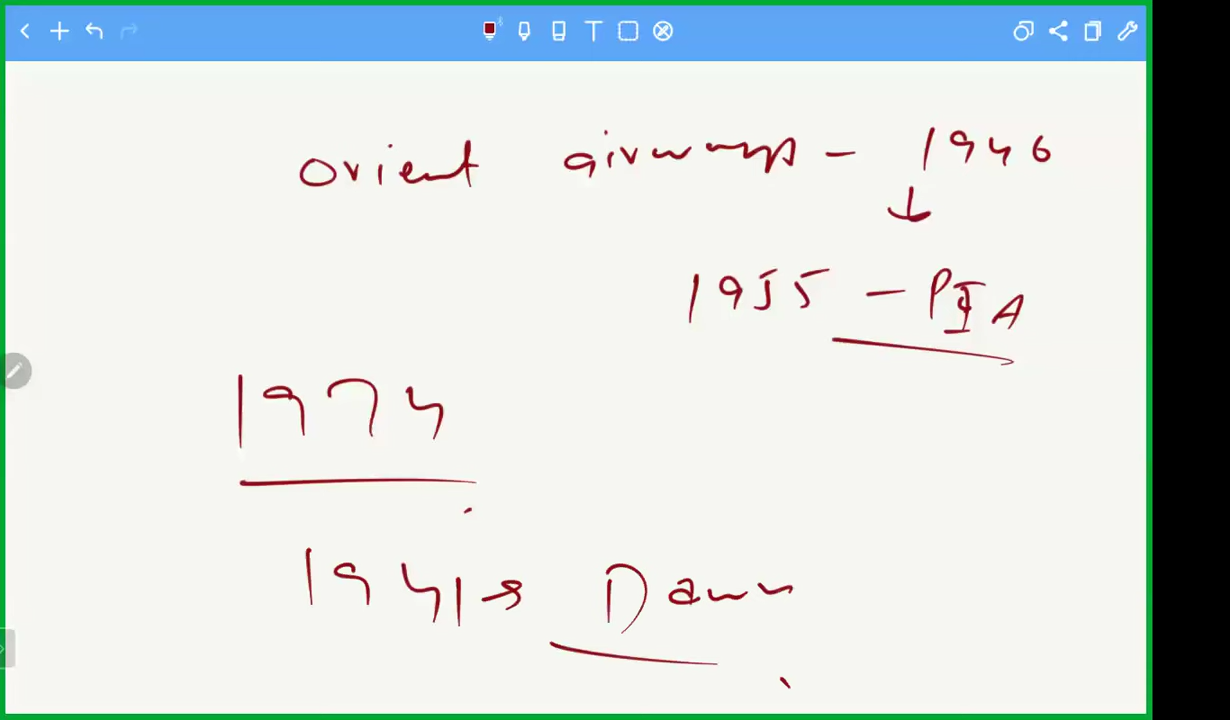 Orient airways - 1946
↓
1955 - PIA
1974
1941 → Dawn